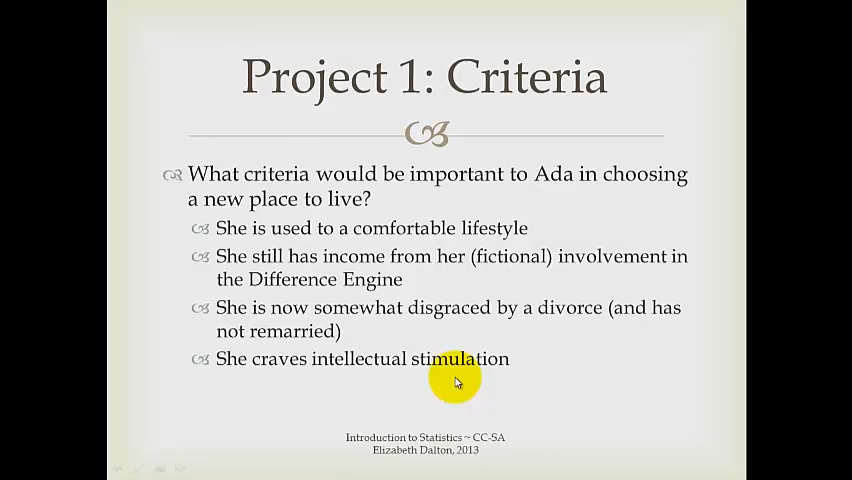 Project 1: Criteria
What criteria would be important to Ada in choosing
a new place to live?
She is used to a comfortable lifestyle
She still has income from her (fictional) involvement in
the Difference Engine
She is now somewhat disgraced by a divorce (and has
not remarried)
She craves intellectual stimulation
Introduction to Statistics ~ CC-SA
Elizabeth Dalton, 2013